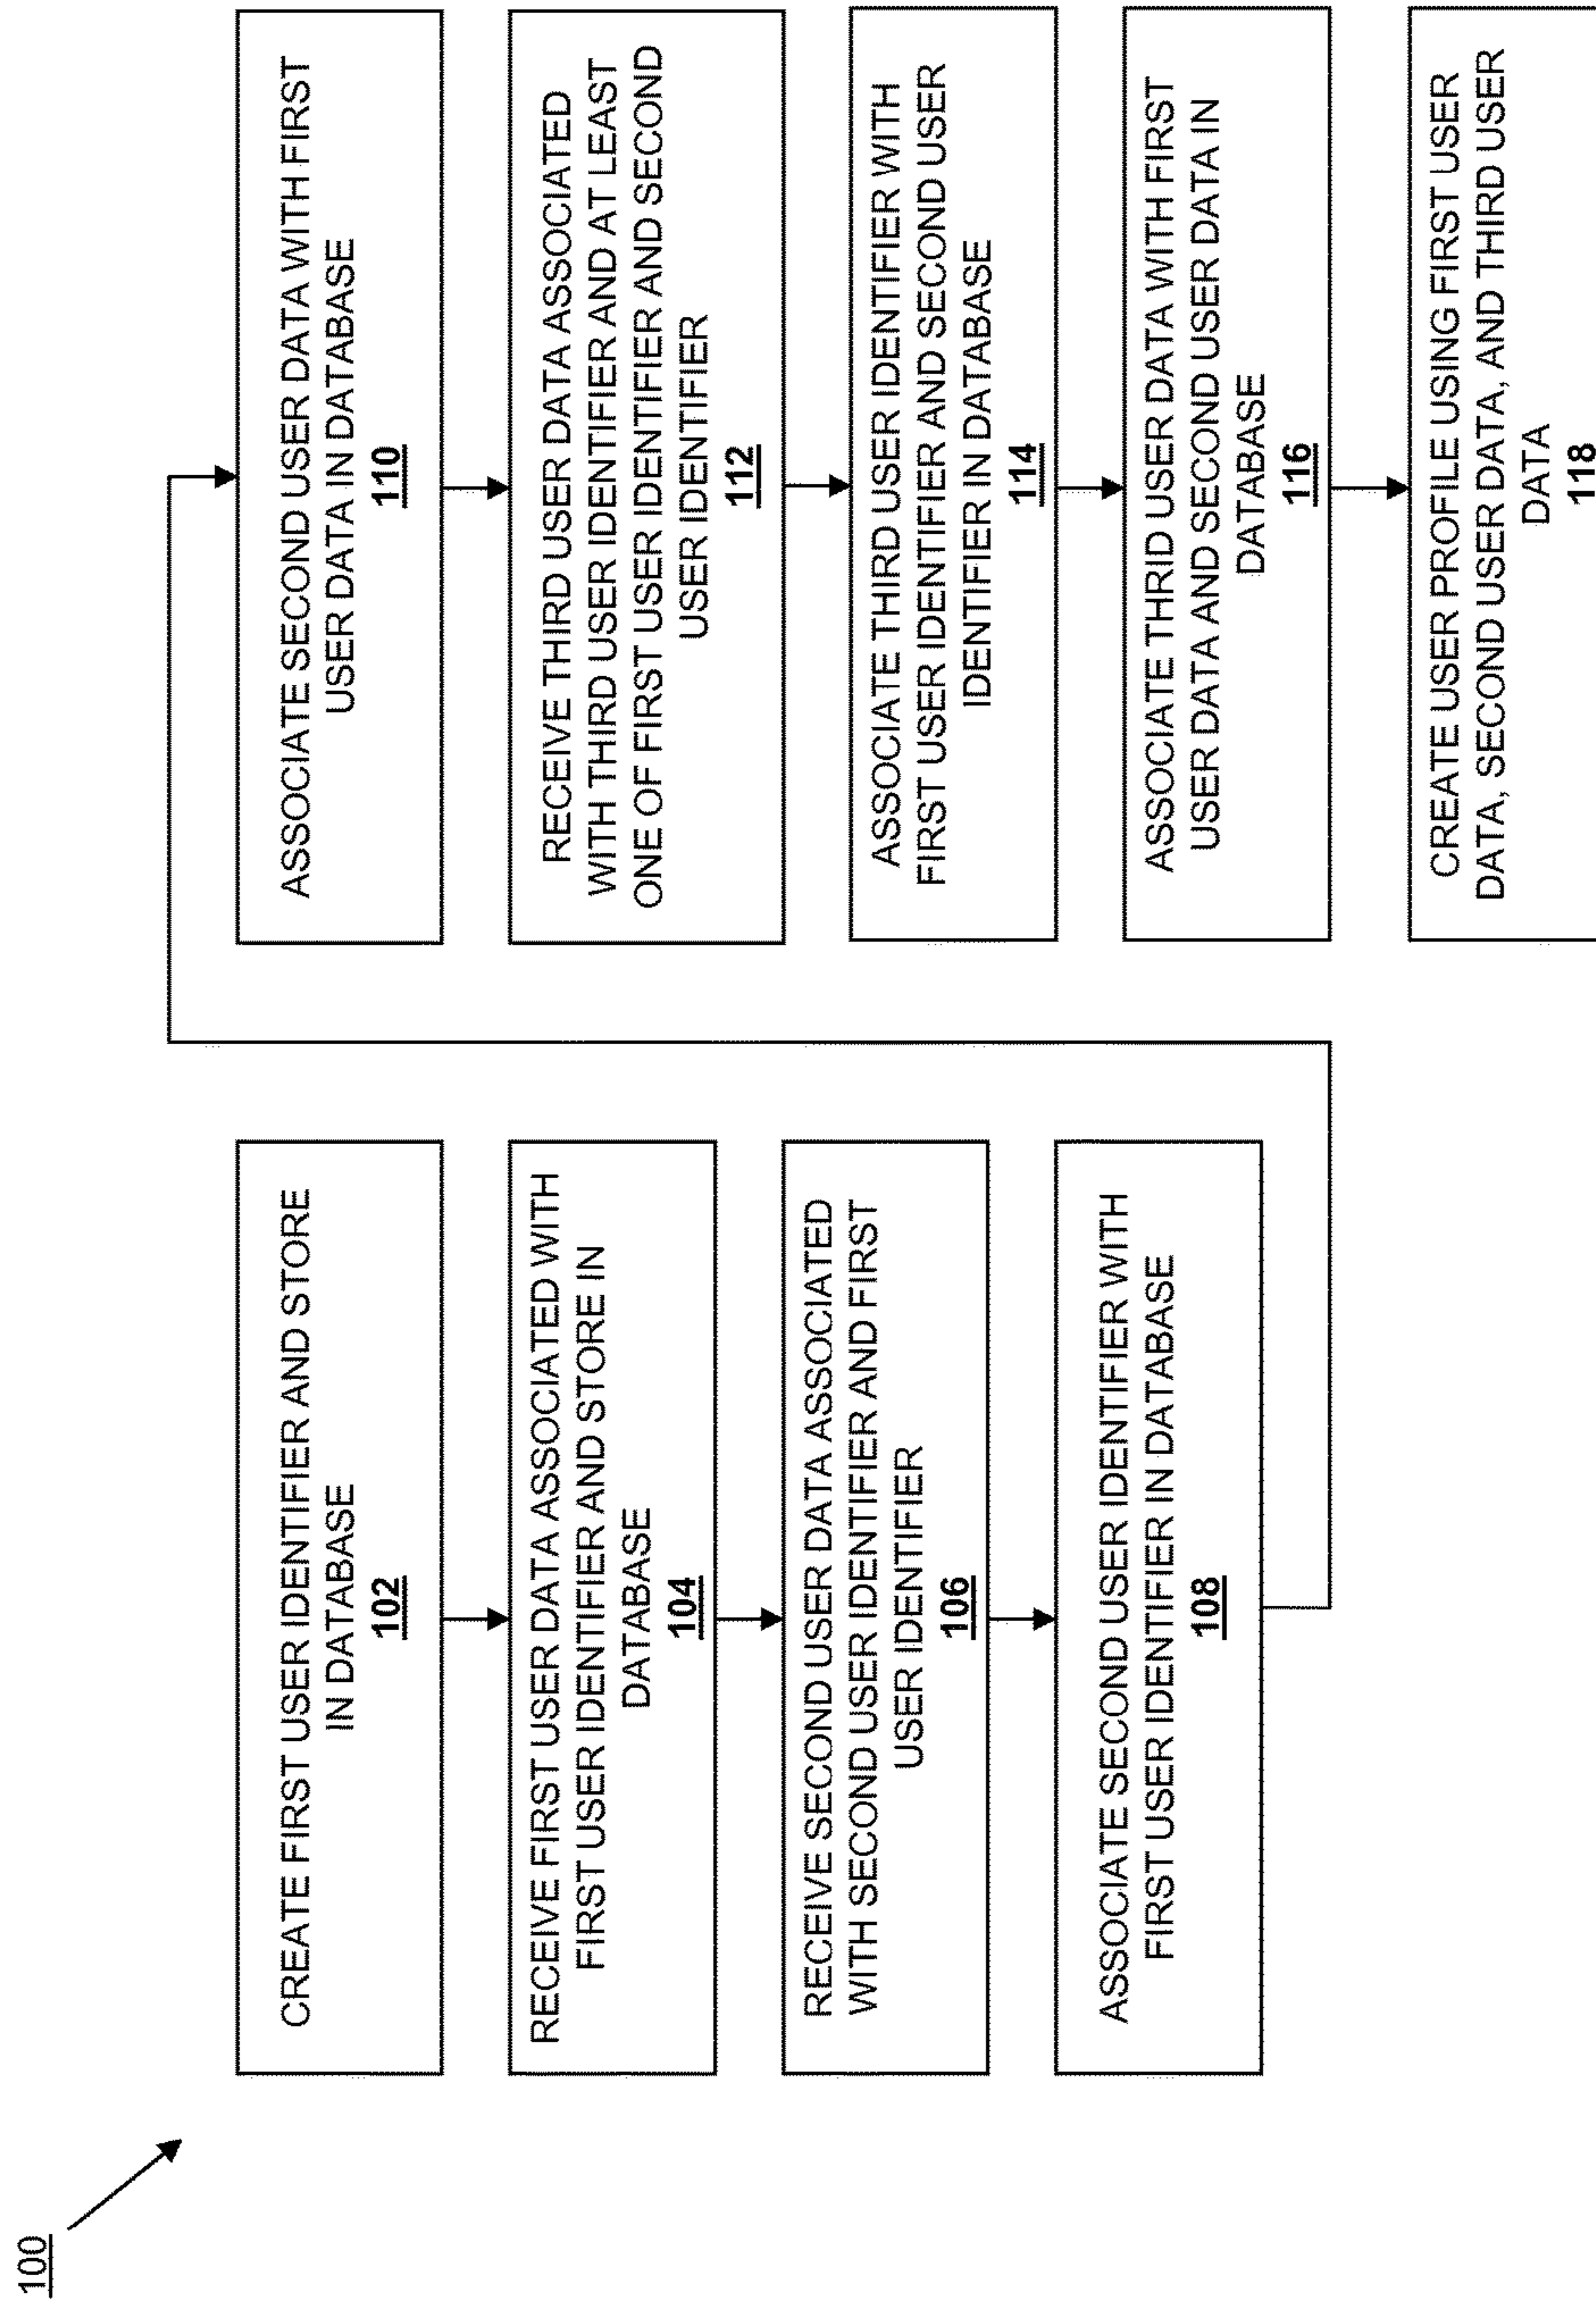 100
CREATE FIRST USER IDENTIFIER AND STORE
IN DATABASE
102
RECEIVE FIRST USER DATA ASSOCIATED WITH
FIRST USER IDENTIFIER AND STORE IN
DATABASE
104
RECEIVE SECOND USER DATA ASSOCIATED
WITH SECOND USER IDENTIFIER AND FIRST
USER IDENTIFIER
106
ASSOCIATE SECOND USER IDENTIFIER WITH
FIRST USER IDENTIFIER IN DATABASE
108
ASSOCIATE SECOND USER DATA WITH FIRST
USER DATA IN DATABASE
110
RECEIVE THIRD USER DATA ASSOCIATED
WITH THIRD USER IDENTIFIER AND AT LEAST
ONE OF FIRST USER IDENTIFIER AND SECOND
USER IDENTIFIER
112
ASSOCIATE THIRD USER IDENTIFIER WITH
FIRST USER IDENTIFIER AND SECOND USER
IDENTIFIER IN DATABASE
114
ASSOCIATE THRID USER DATA WITH FIRST
USER DATA AND SECOND USER DATA IN
DATABASE
116
CREATE USER PROFILE USING FIRST USER
DATA, SECOND USER DATA, AND THIRD USER
DATA
118